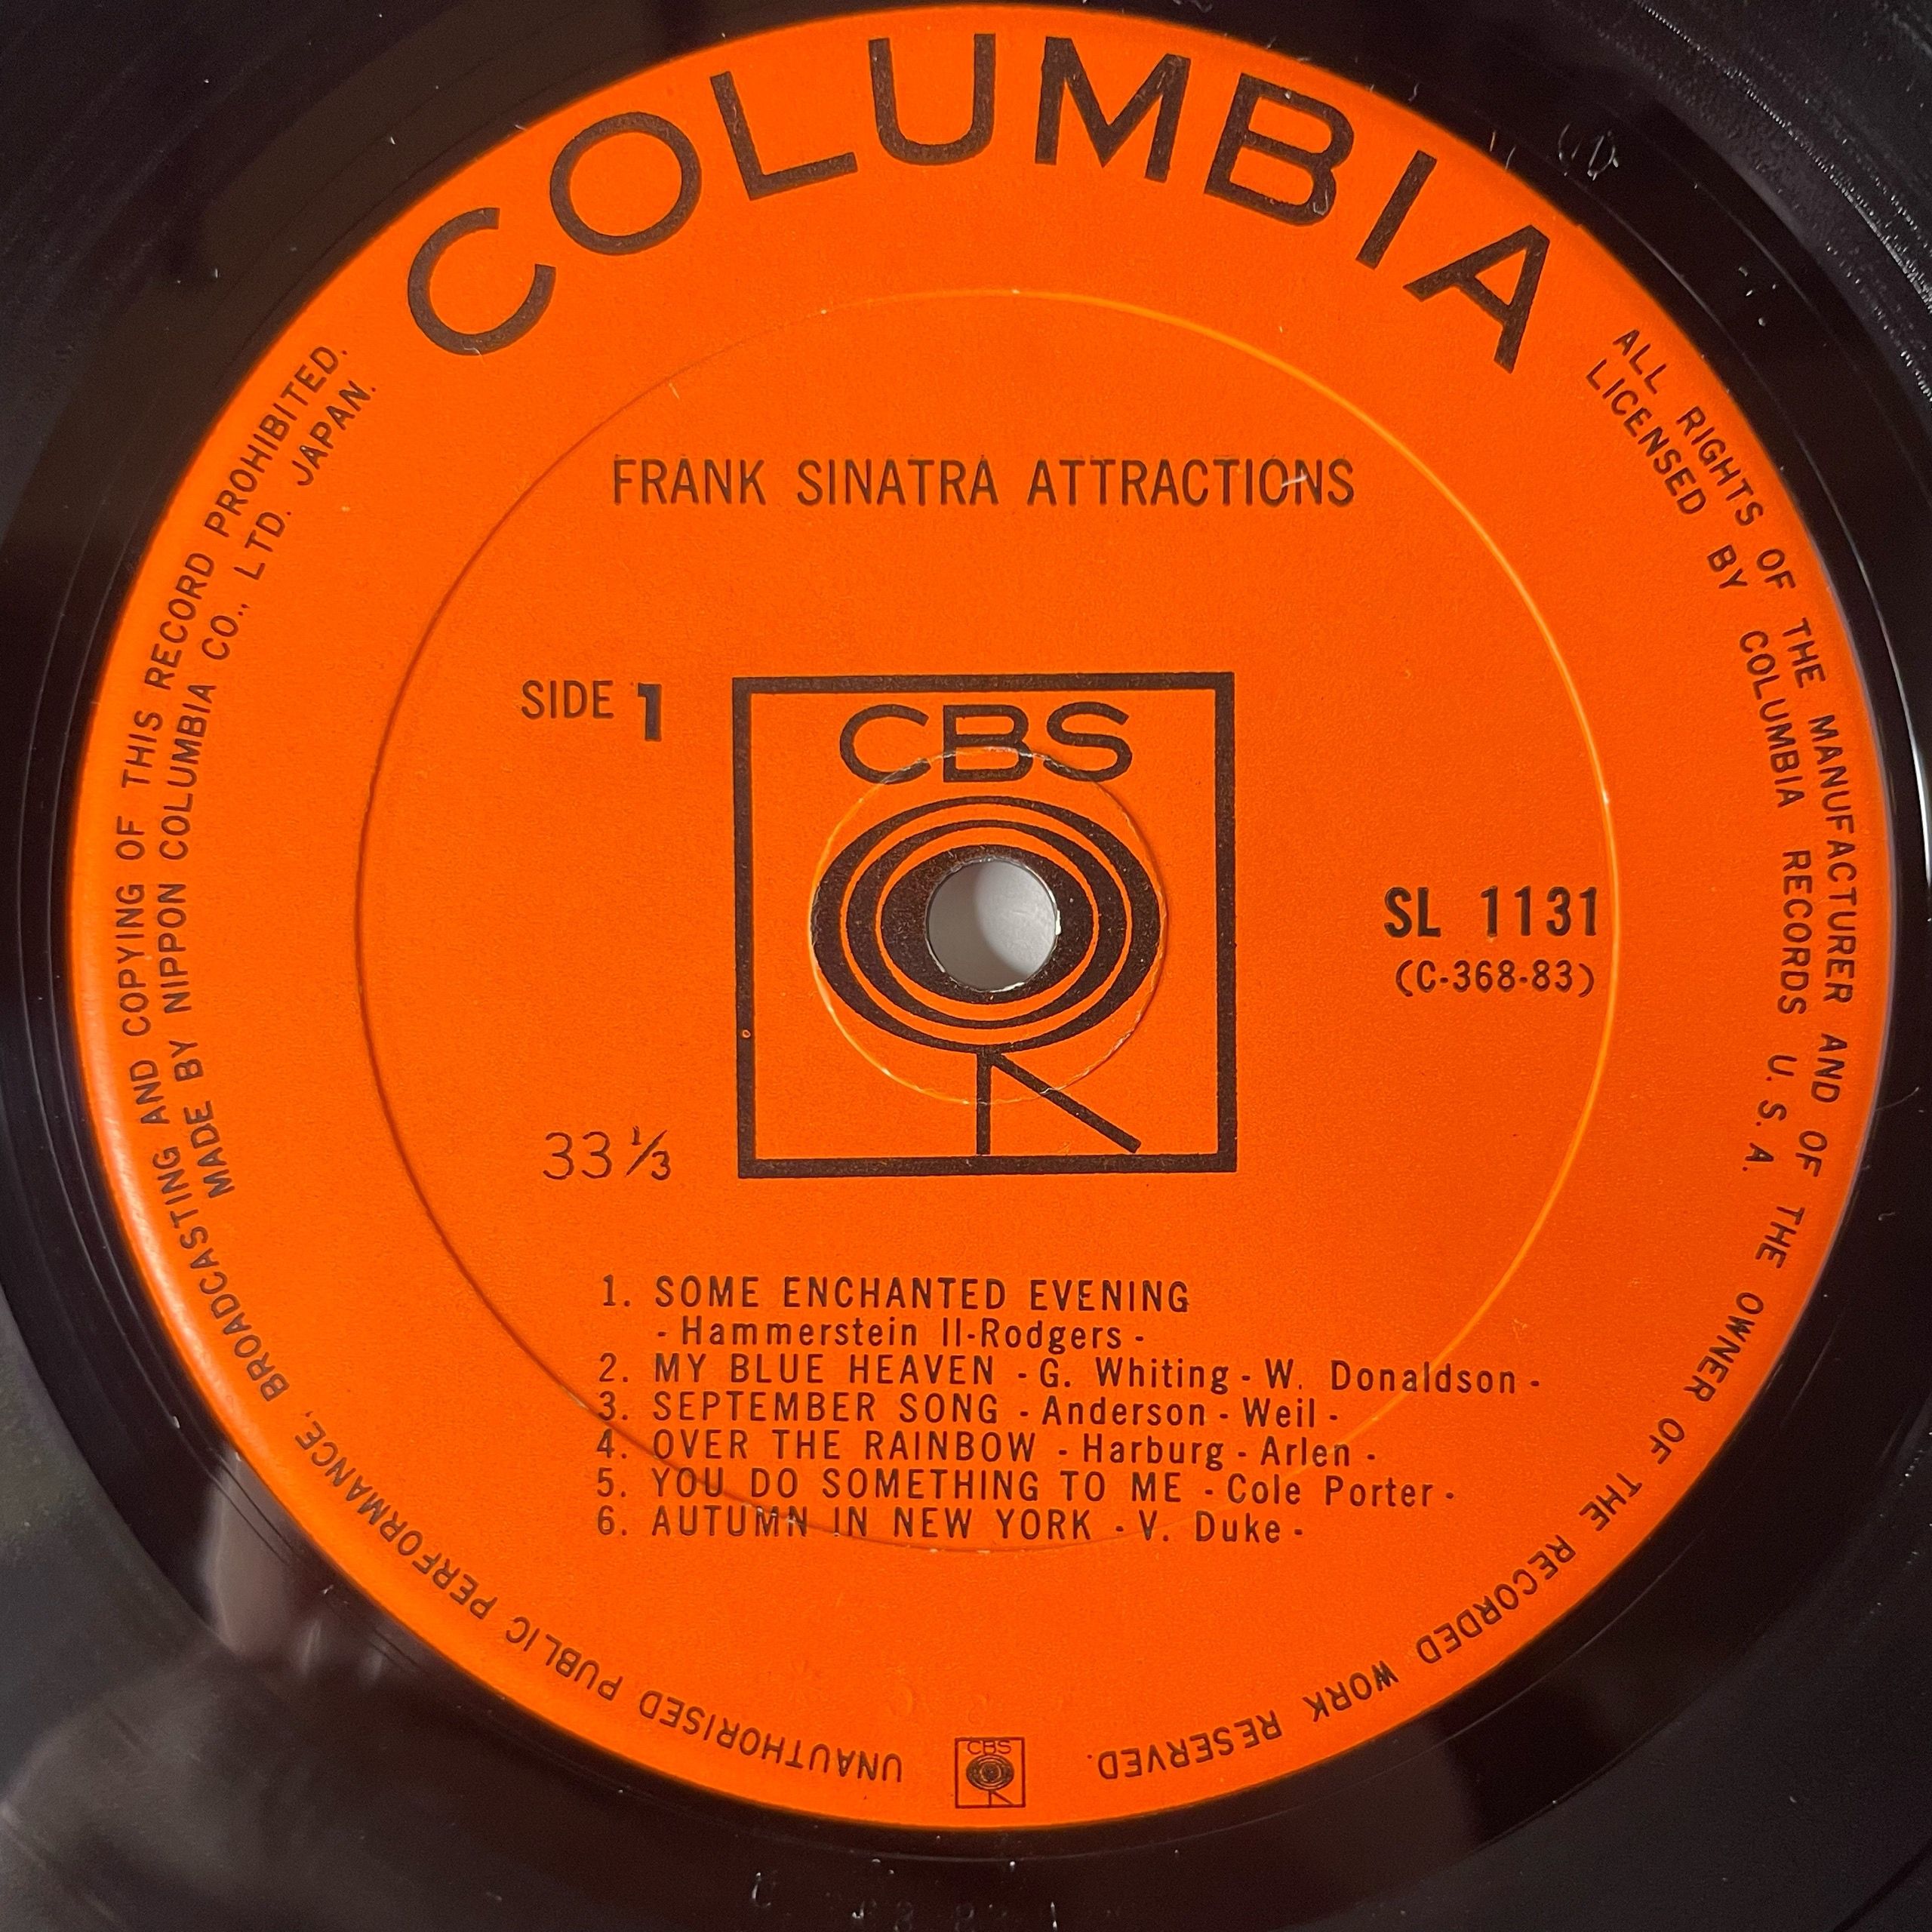 COLUMBIA
FRANK SINATRA ATTRACTIONS
SIDE 1
CBS
SL 1131
(C-368-83)
33 1/3
1. SOME ENCHANTED EVENING
- Hammerstein II-Rodgers -
2. MY BLUE HEAVEN - G. Whiting - W. Donaldson -
3. SEPTEMBER SONG - Anderson - Weil -
4. OVER THE RAINBOW - Harburg - Arlen -
5. YOU DO SOMETHING TO ME - Cole Porter -
6. AUTUMN IN NEW YORK - V. Duke -
ALL RIGHTS OF THE MANUFACTURER AND OF THE OWNER OF THE RECORDED WORK RESERVED.
LICENSED BY COLUMBIA RECORDS U. S. A.
CBS
UNAUTHORISED PUBLIC PERFORMANCE, BROADCASTING AND COPYING OF THIS RECORD PROHIBITED.
MADE BY NIPPON COLUMBIA CO., LTD. JAPAN.